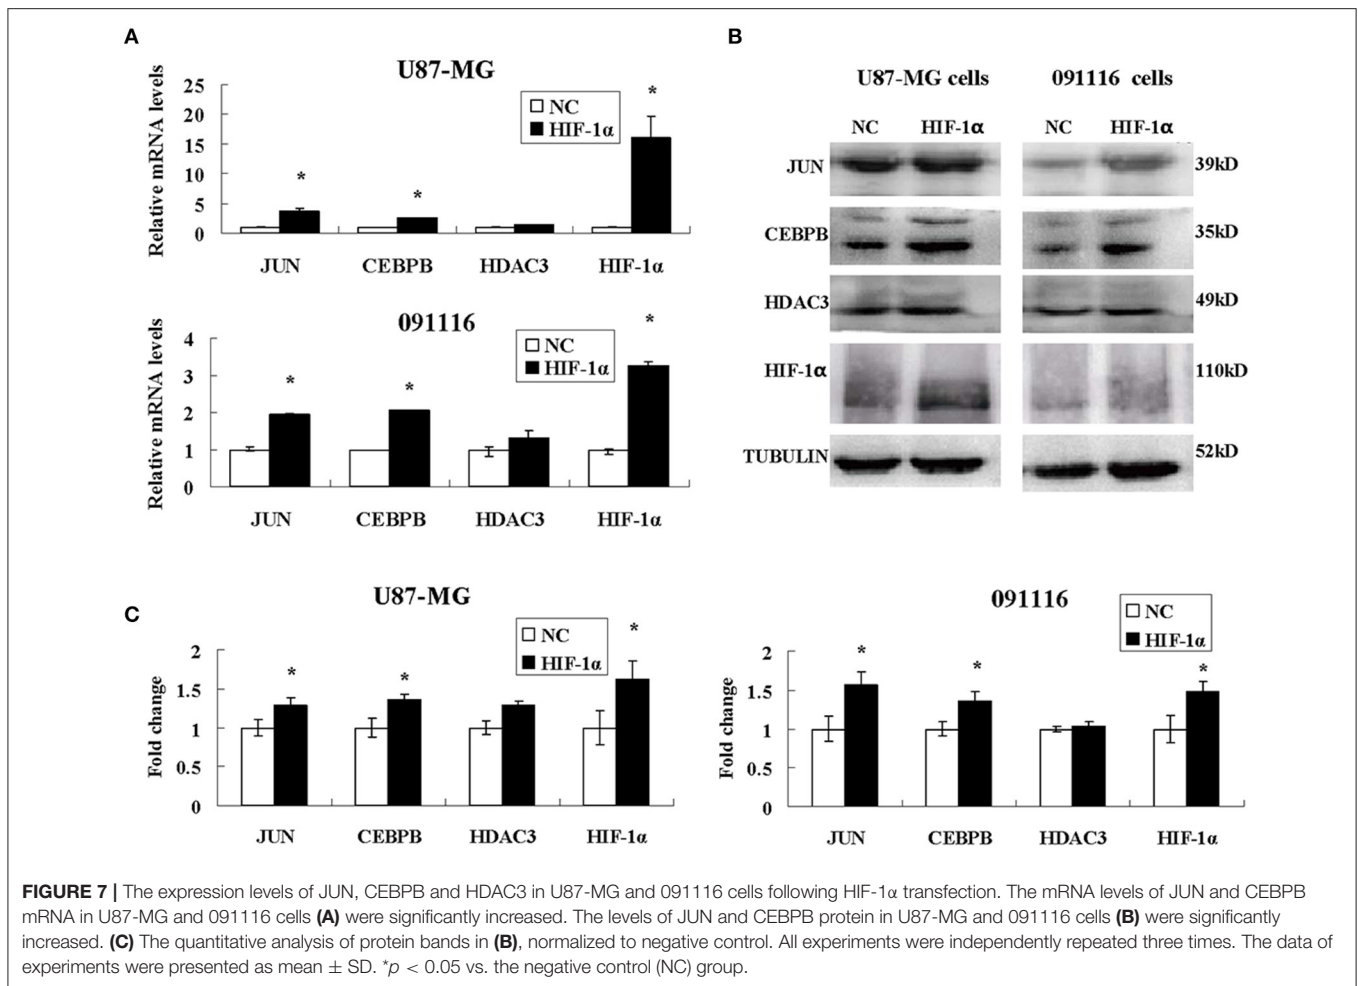 A
U87-MG
Relative mRNA levels
25
20
15
10
5
0
NC
HIF-1α
*
*
*
JUN CEBPB HDAC3 HIF-1α
091116
Relative mRNA levels
4
3
2
1
0
NC
HIF-1α
*
*
*
JUN CEBPB HDAC3 HIF-1α
B
U87-MG cells 091116 cells
NC HIF-1α NC HIF-1α
JUN 39kD
CEBPB 35kD
HDAC3 49kD
HIF-1α 110kD
TUBULIN 52kD
C
U87-MG
Fold change
2
1.5
1
0.5
0
NC
HIF-1α
*
*
*
JUN CEBPB HDAC3 HIF-1α
091116
Fold change
2
1.5
1
0.5
0
NC
HIF-1α
*
*
*
JUN CEBPB HDAC3 HIF-1α
FIGURE 7 | The expression levels of JUN, CEBPB and HDAC3 in U87-MG and 091116 cells following HIF-1α transfection. The mRNA levels of JUN and CEBPB
mRNA in U87-MG and 091116 cells (A) were significantly increased. The levels of JUN and CEBPB protein in U87-MG and 091116 cells (B) were significantly
increased. (C) The quantitative analysis of protein bands in (B), normalized to negative control. All experiments were independently repeated three times. The data of
experiments were presented as mean ± SD. *p < 0.05 vs. the negative control (NC) group.